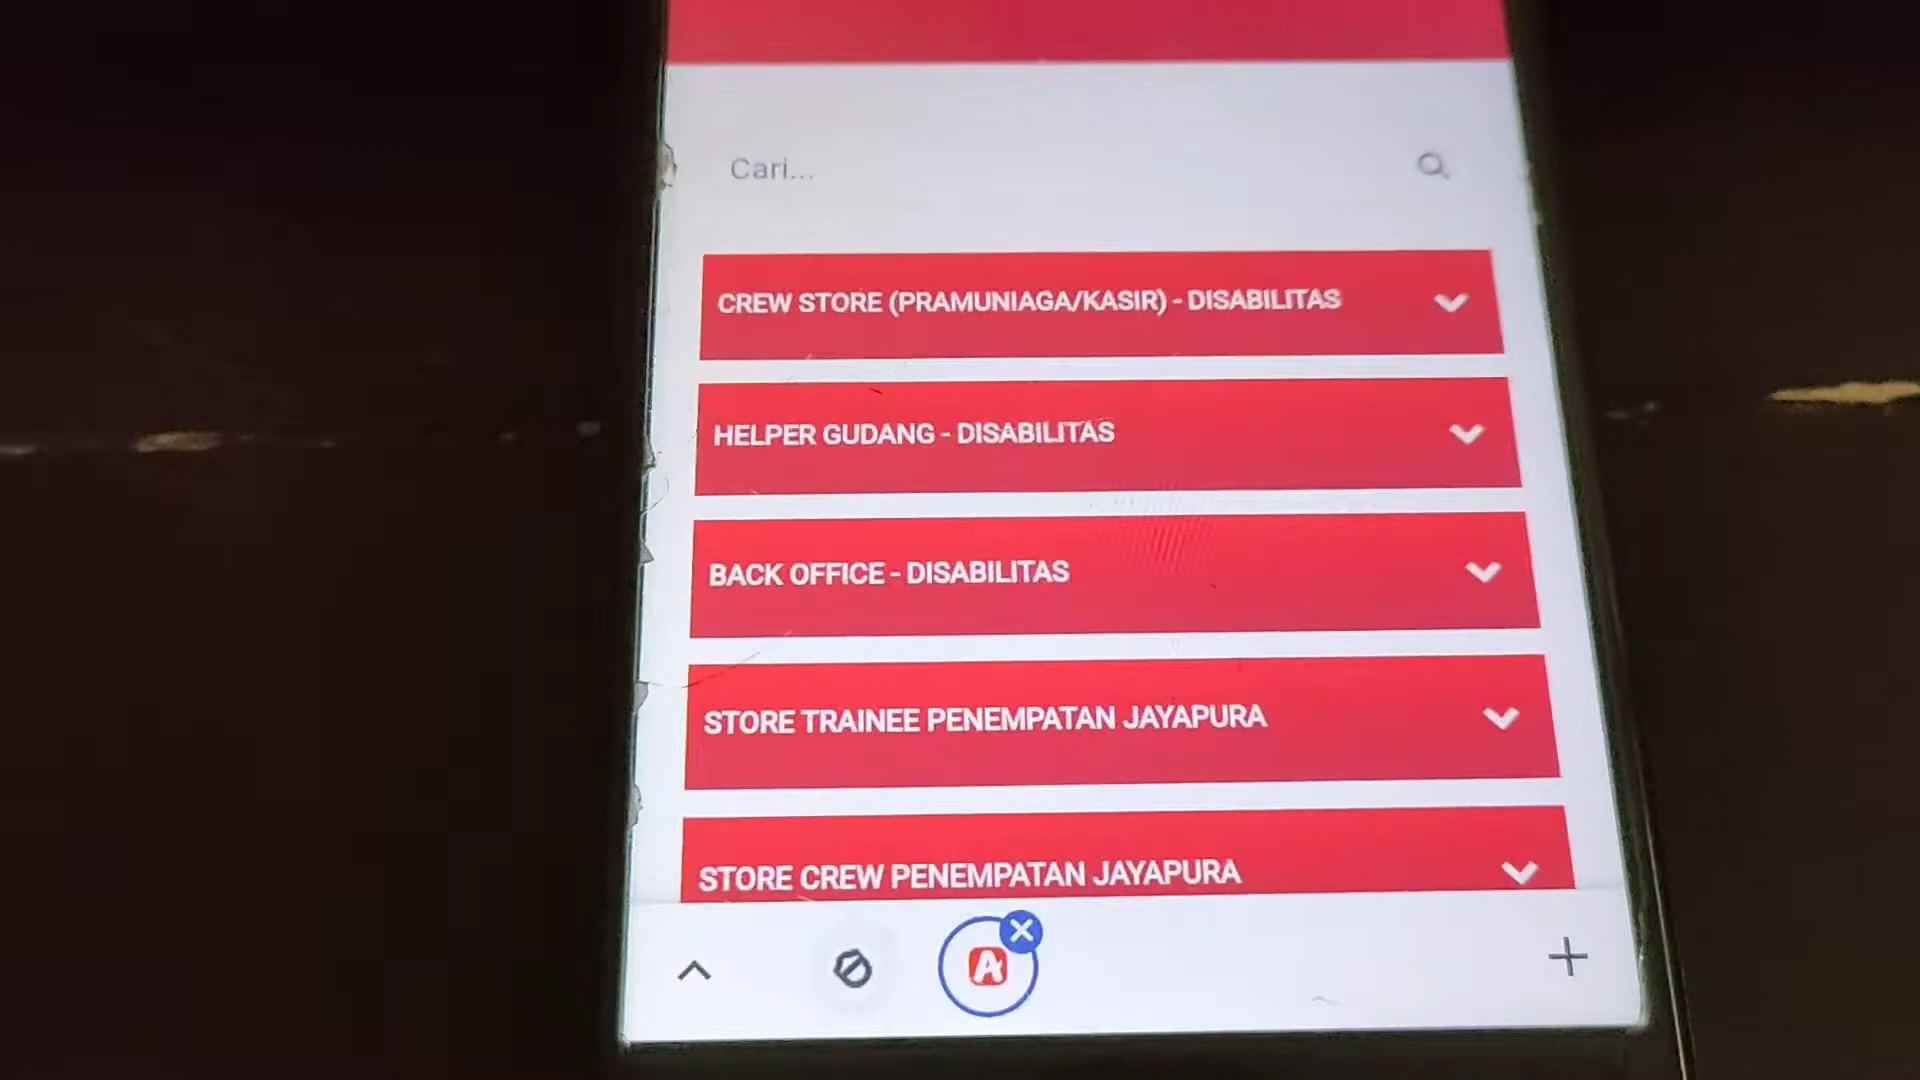 Cari...
CREW STORE (PRAMUNIAGA/KASIR) - DISABILITAS
HELPER GUDANG - DISABILITAS
BACK OFFICE - DISABILITAS
STORE TRAINEE PENEMPATAN JAYAPURA
STORE CREW PENEMPATAN JAYAPURA
A